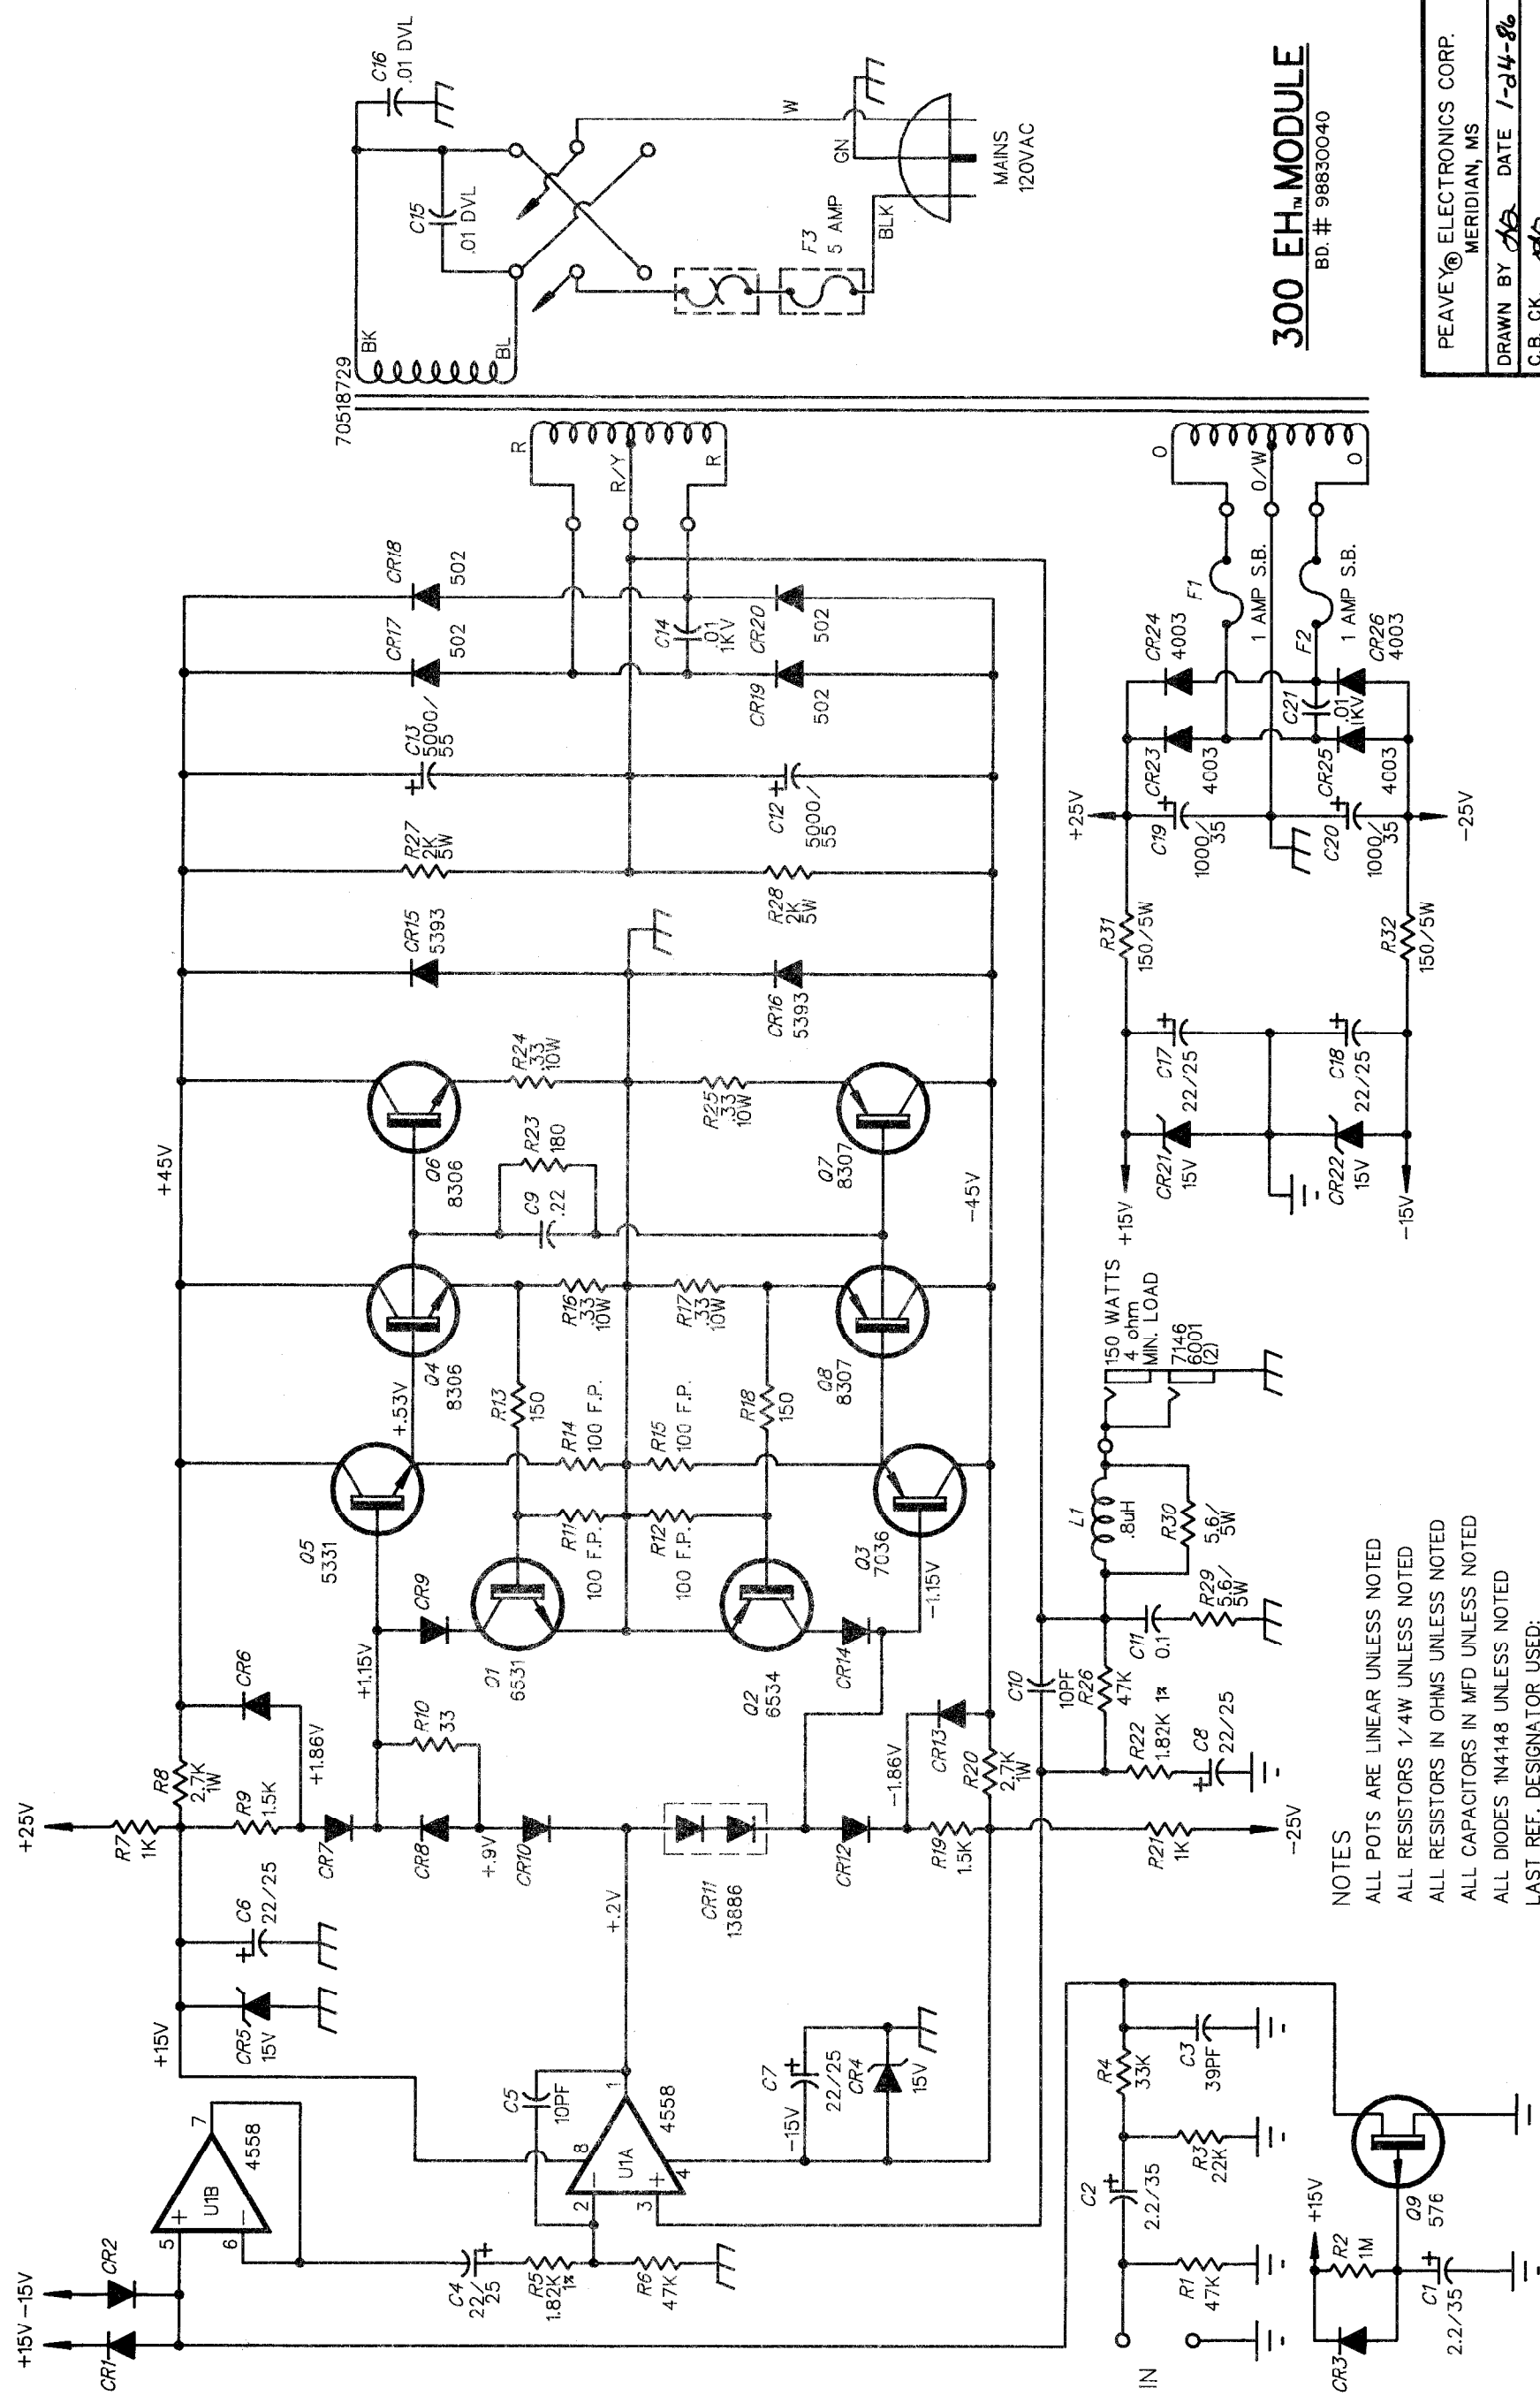 +15V
-15V
CR1
CR2
5
+
6
-
U1B
7
4558
C4
22/
25
R5
1.82K
1%
R6
47K
+15V
CR5
15V
C6
22/25
C5
10PF
2
-
3
+
8
4
U1A
1
4558
+.2V
C7
22/25
-15V
CR4
15V
+25V
R7
1K
R8
2.7K
1W
R9
1.5K
CR6
+1.86V
CR7
CR8
+.9V
CR10
R10
33
+1.15V
CR9
CR11
13886
CR12
-1.86V
CR13
R19
1.5K
R20
2.7K
1W
R21
1K
-25V
CR14
-1.15V
Q1
6531
Q2
6534
Q5
5331
Q3
7036
R11
100 F.P.
R12
100 F.P.
R14
100 F.P.
R15
100 F.P.
R13
150
R18
150
+.53V
Q4
8306
Q8
8307
R16
.33
10W
R17
.33
10W
C9
.22
R23
180
Q6
8306
Q7
8307
R24
.33
10W
R25
.33
10W
+45V
-45V
CR15
5393
CR16
5393
R27
2K
5W
R28
2K
5W
C13
5000/
55
C12
5000/
55
CR17
502
CR18
502
CR19
502
CR20
502
C14
.01
1KV
R
R/Y
R
70518729
BK
BL
C15
.01 DVL
C16
.01 DVL
F3
5 AMP
BLK
GN
W
MAINS
120VAC
IN
R1
47K
C2
2.2/35
R3
22K
R4
33K
C3
39PF
CR3
+15V
R2
1M
C1
2.2/35
Q9
576
C10
10PF
R26
47K
R22
1.82K 1%
C8
22/25
C11
0.1
R29
5.6/
5W
L1
.8uH
R30
5.6/
5W
150 WATTS
4 ohm
MIN. LOAD
7146
6001
(2)
+15V
-15V
CR21
15V
CR22
15V
C17
22/25
C18
22/25
R31
150/5W
R32
150/5W
+25V
-25V
C19
1000/
35
C20
1000/
35
CR23
4003
CR24
4003
CR25
4003
CR26
4003
C21
.01
1KV
F1
1 AMP S.B.
F2
1 AMP S.B.
O
O/W
O
NOTES
ALL POTS ARE LINEAR UNLESS NOTED
ALL RESISTORS 1/4W UNLESS NOTED
ALL RESISTORS IN OHMS UNLESS NOTED
ALL CAPACITORS IN MFD UNLESS NOTED
ALL DIODES 1N4148 UNLESS NOTED
LAST REF. DESIGNATOR USED:
300 EH™ MODULE
BD. # 98830040
PEAVEY® ELECTRONICS CORP.
MERIDIAN, MS
DRAWN BY
DATE 1-24-86
C.B. CK.